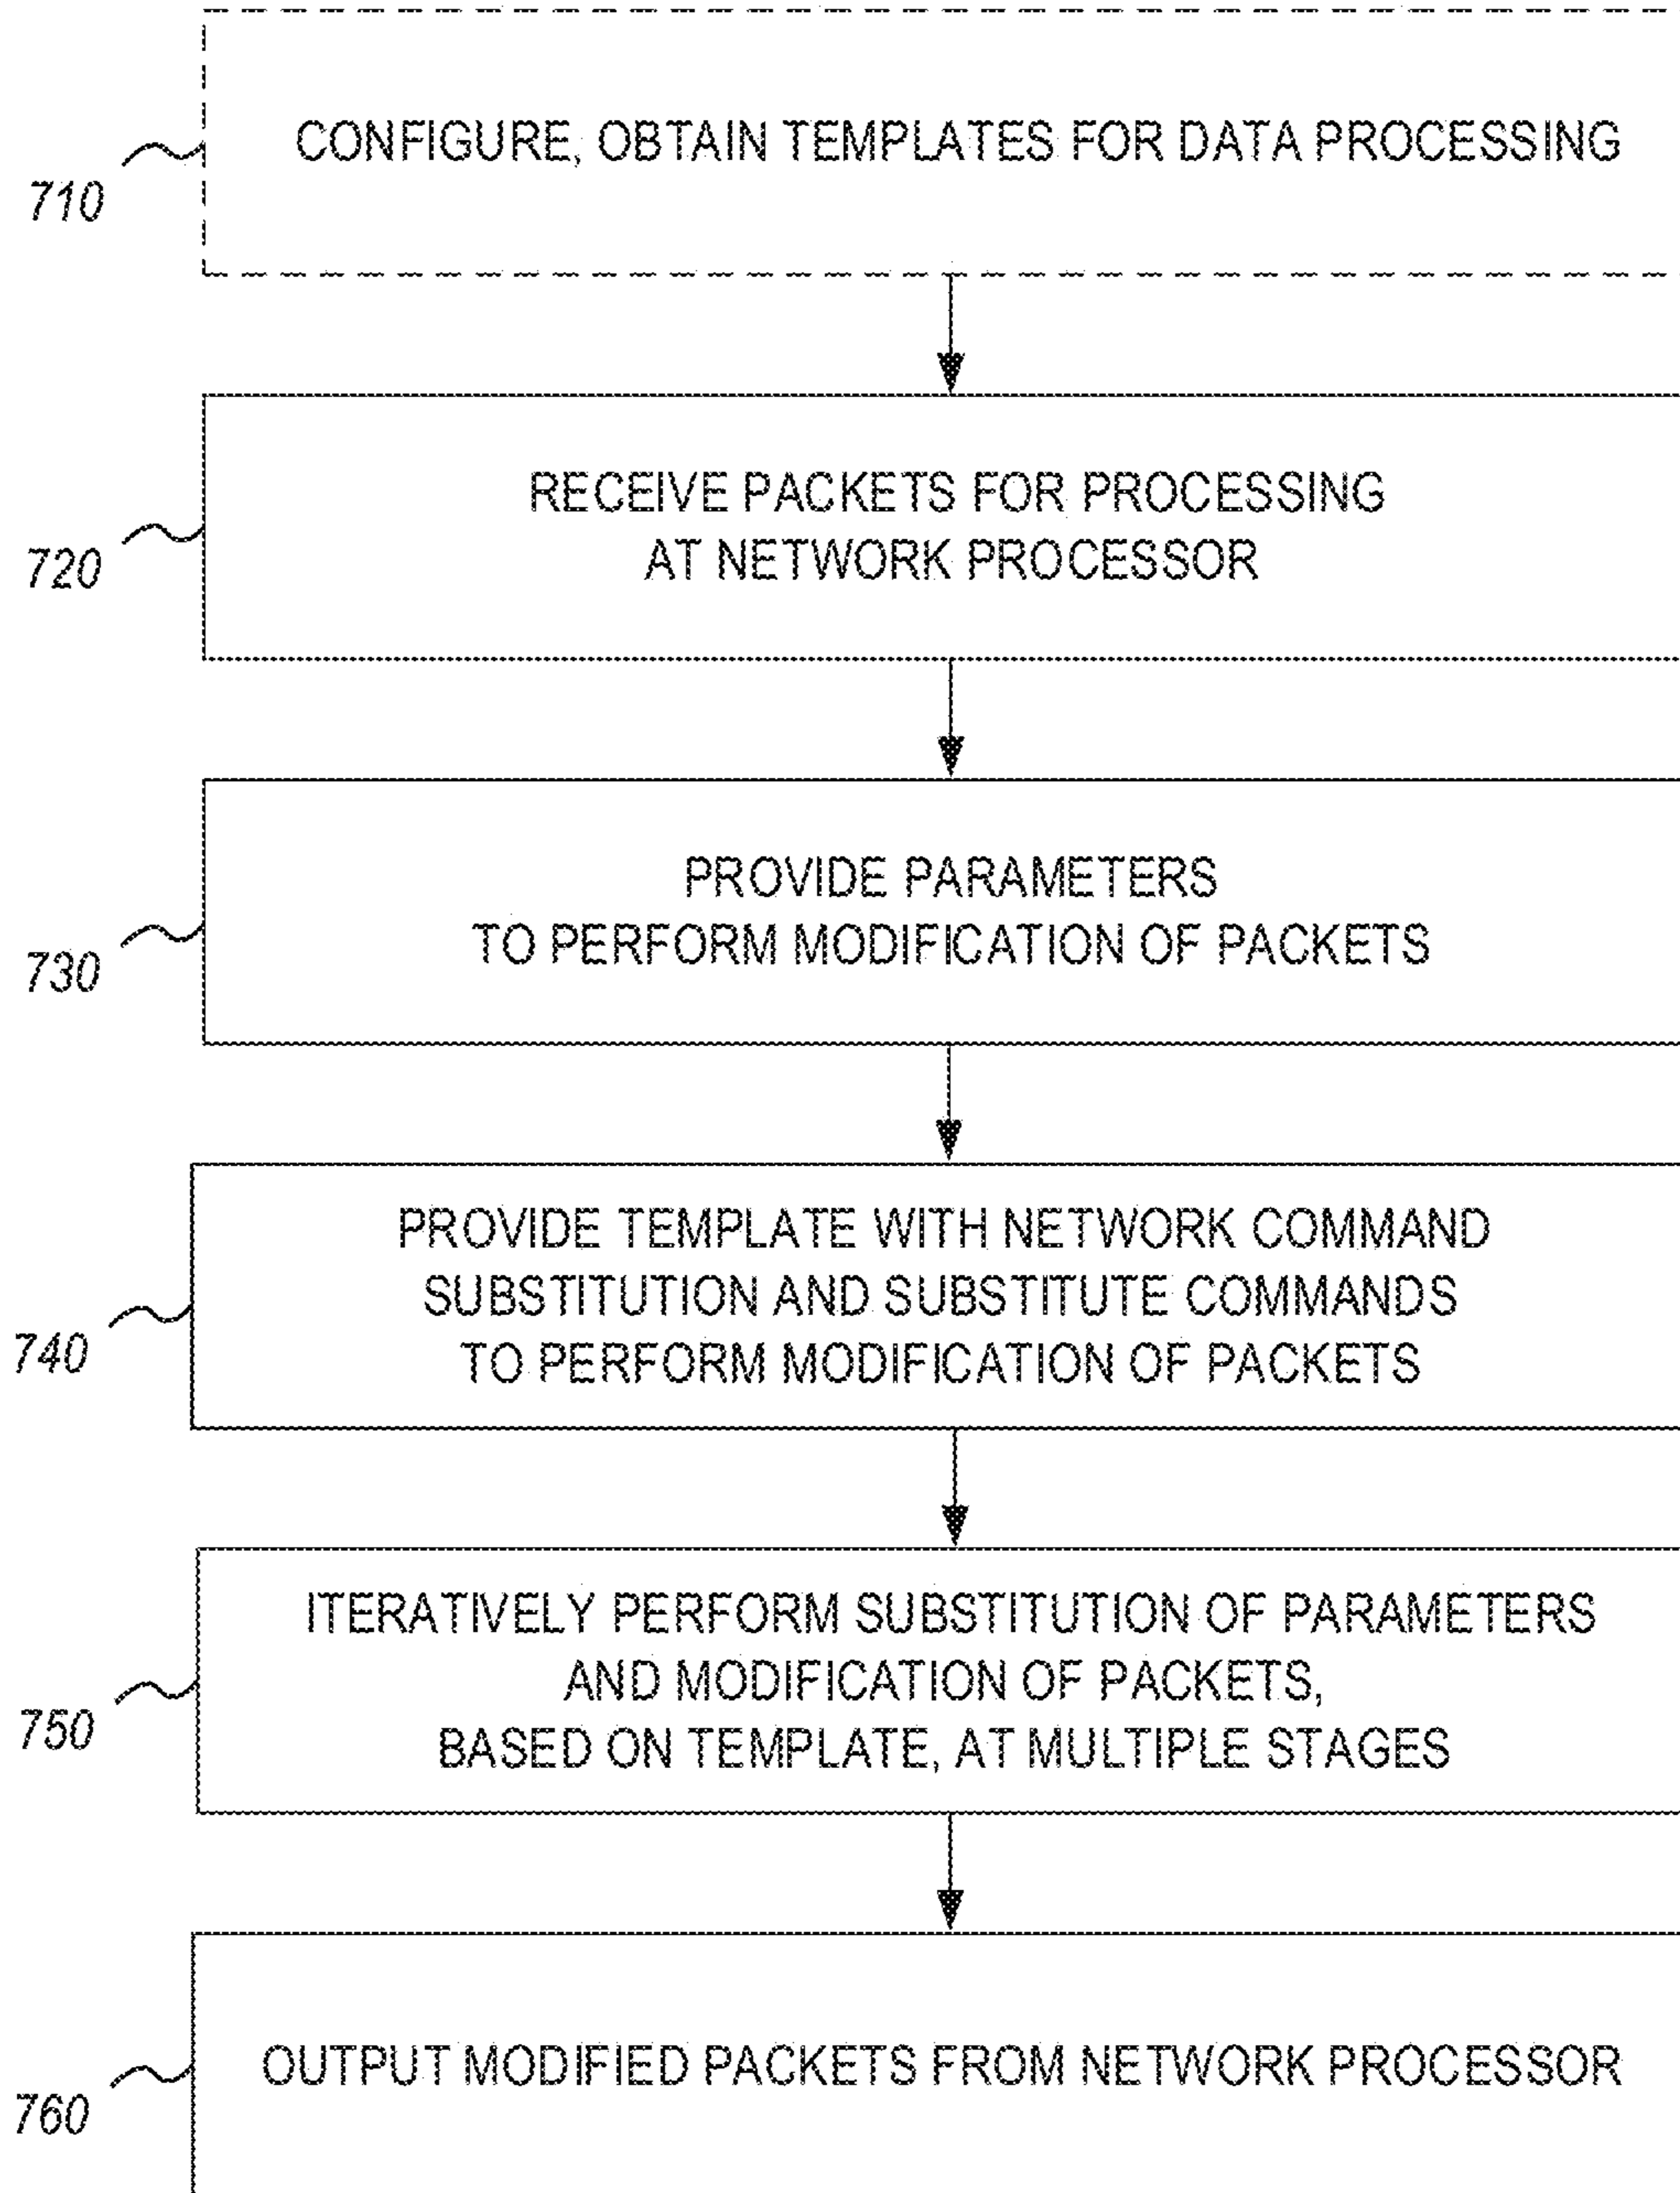 CONFIGURE, OBTAIN TEMPLATES FOR DATA PROCESSING
710
RECEIVE PACKETS FOR PROCESSING
AT NETWORK PROCESSOR
720
PROVIDE PARAMETERS
TO PERFORM MODIFICATION OF PACKETS
730
PROVIDE TEMPLATE WITH NETWORK COMMAND
SUBSTITUTION AND SUBSTITUTE COMMANDS
TO PERFORM MODIFICATION OF PACKETS
740
ITERATIVELY PERFORM SUBSTITUTION OF PARAMETERS
AND MODIFICATION OF PACKETS,
BASED ON TEMPLATE, AT MULTIPLE STAGES
750
OUTPUT MODIFIED PACKETS FROM NETWORK PROCESSOR
760